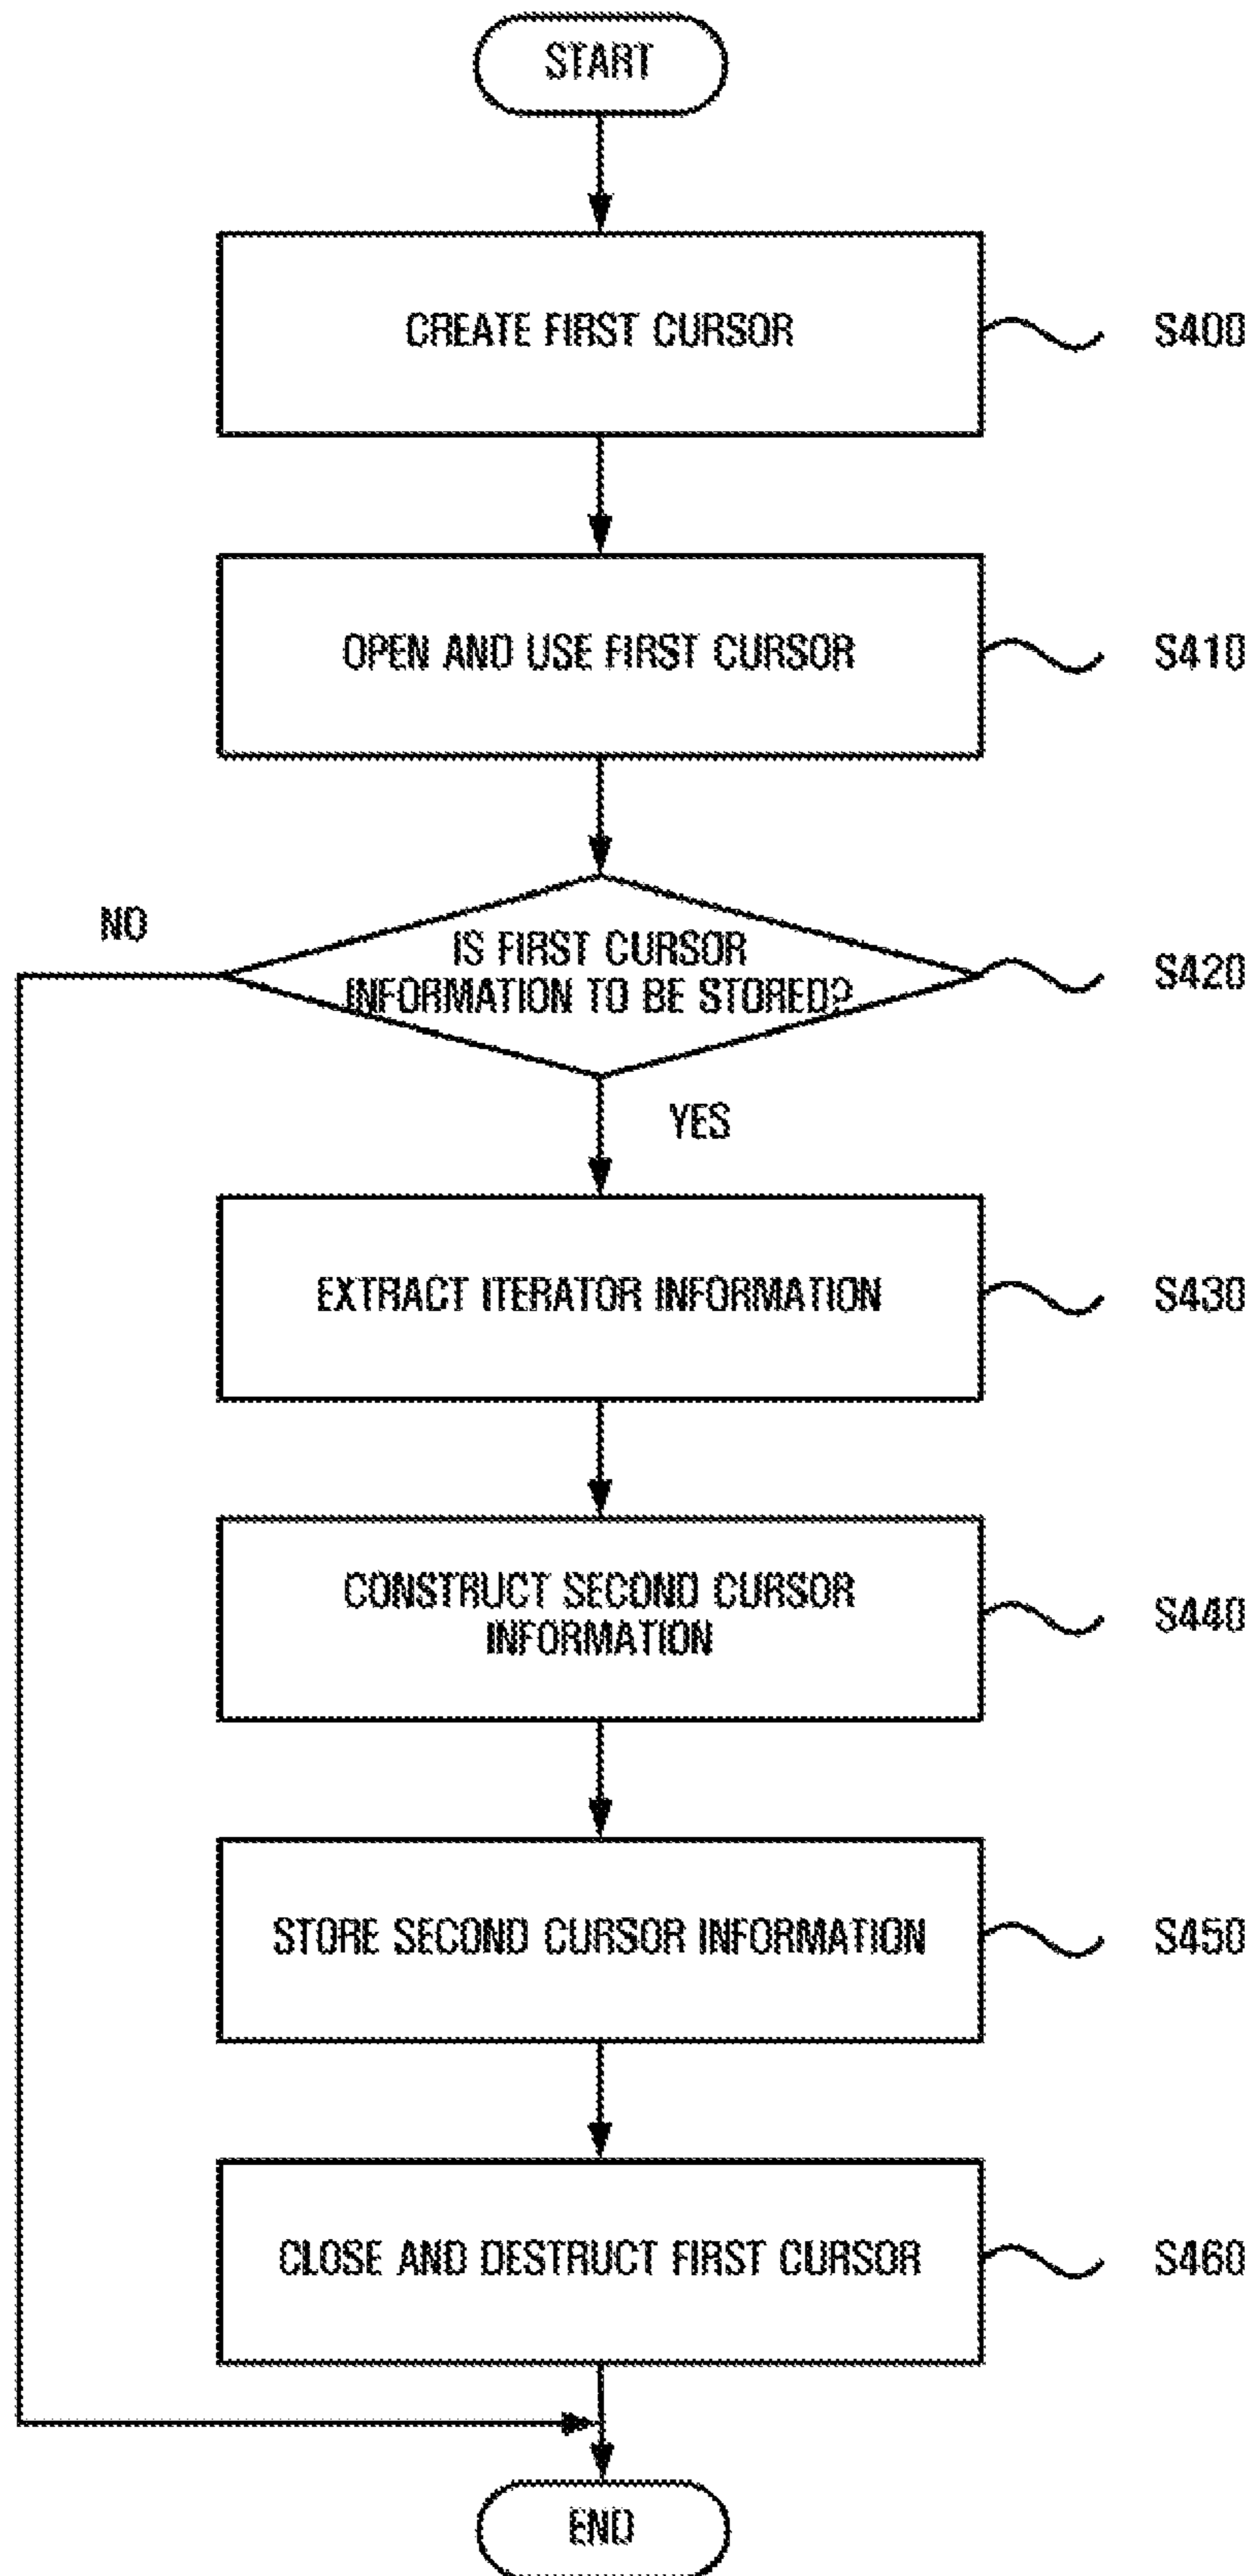 START
CREATE FIRST CURSOR
S400
OPEN AND USE FIRST CURSOR
S410
NO
IS FIRST CURSOR
INFORMATION TO BE STORED?
S420
YES
EXTRACT ITERATOR INFORMATION
S430
CONSTRUCT SECOND CURSOR
INFORMATION
S440
STORE SECOND CURSOR INFORMATION
S450
CLOSE AND DESTRUCT FIRST CURSOR
S460
END